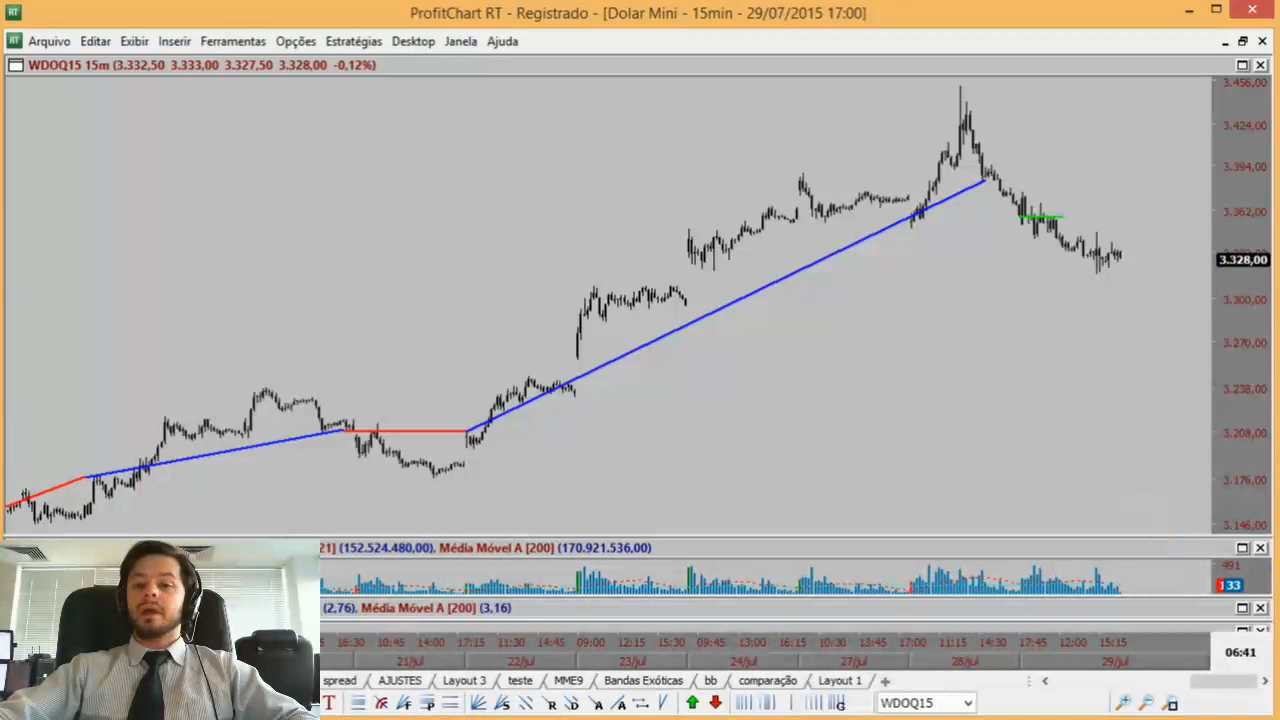 RT ProfitChart RT - Registrado - [Dolar Mini - 15min - 29/07/2015 17:00]
RT Arquivo Editar Exibir Inserir Ferramentas Opções Estratégias Desktop Janela Ajuda
WDOQ15 15m (3.332,50 3.333,00 3.327,50 3.328,00 -0,12%)
3.456,00
3.424,00
3.394,00
3.362,00
3.328,00
3.300,00
3.270,00
3.238,00
3.208,00
3.176,00
3.146,00
21] (152.524.480,00), Média Móvel A [200] (170.921.536,00)
491
133
(2,76), Média Móvel A [200] (3,16)
16:30 10:45 14:00 16:15 11:30 13:45 09:00 12:15 15:30 09:45 13:00 16:15 10:30 13:45 17:00 11:15 14:30 08:45 12:00 15:15
21/jul 22/jul 23/jul 24/jul 27/jul 28/jul 29/jul
06:41
spread AJUSTES Layout 3 teste MME9 Bandas Exóticas bb comparação Layout 1
WDOQ15